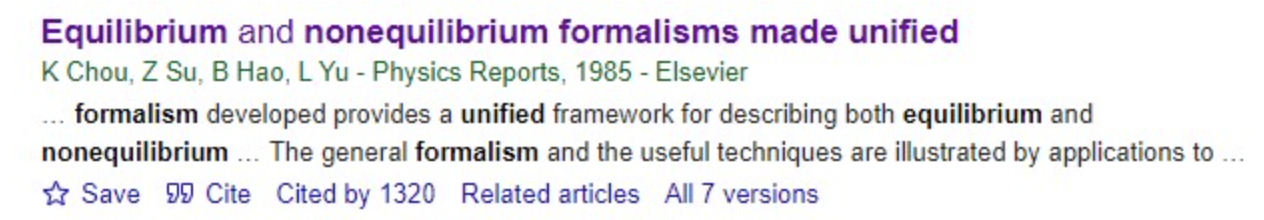 Equilibrium and nonequilibrium formalisms made unified
K Chou, Z Su, B Hao, L Yu - Physics Reports, 1985 - Elsevier
... formalism developed provides a unified framework for describing both equilibrium and
nonequilibrium ... The general formalism and the useful techniques are illustrated by applications to ...
Save Cite Cited by 1320 Related articles All 7 versions